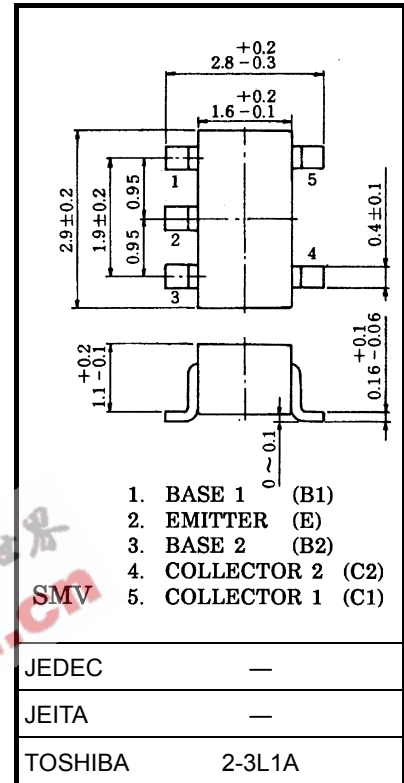 +0.2
2.8 -0.3
+0.2
1.6 -0.1
2.9±0.2
1.9±0.2
0.95
0.95
1
2
3
5
4
0.4±0.1
+0.2
1.1 -0.1
+0.1
0.16 -0.06
0 ~ 0.1
1. BASE 1 (B1)
2. EMITTER (E)
3. BASE 2 (B2)
4. COLLECTOR 2 (C2)
SMV 5. COLLECTOR 1 (C1)
世界
.cn
JEDEC —
JEITA —
TOSHIBA 2-3L1A